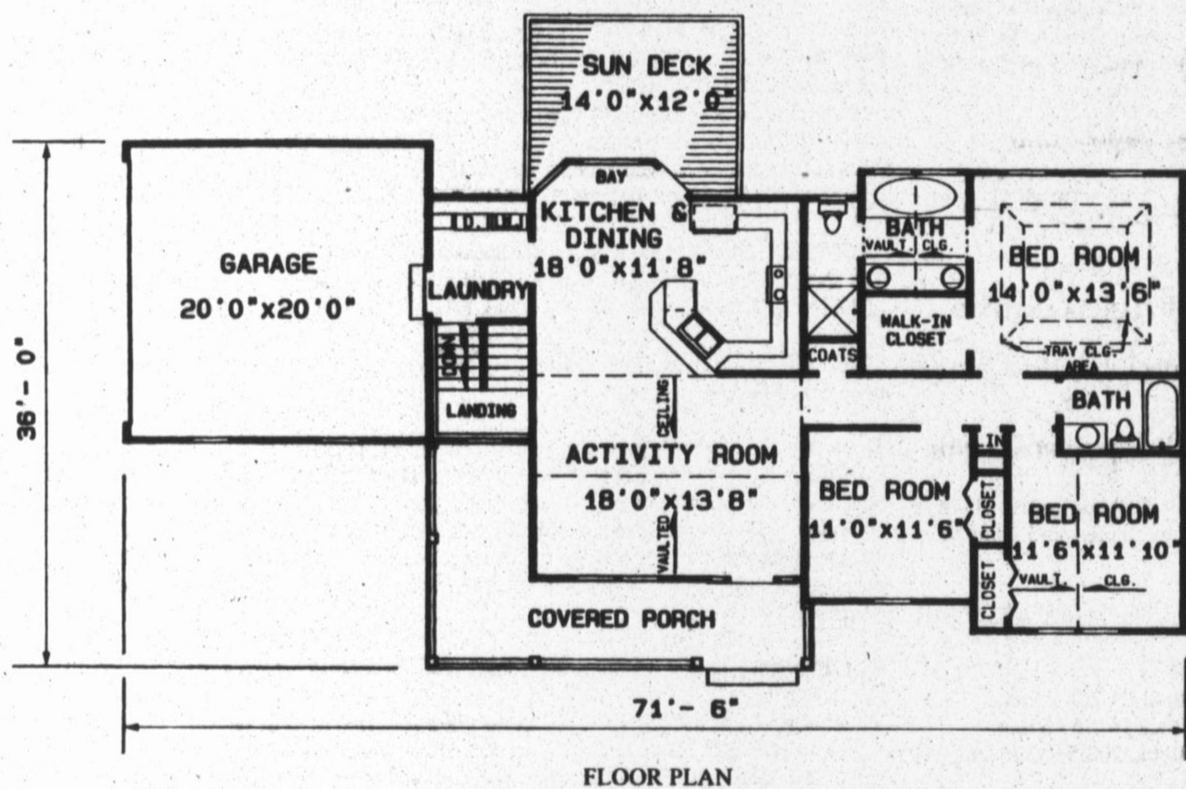 SUN DECK
14'0"x12'0"
BAY
KITCHEN &
DINING
18'0"x11'8"
GARAGE
20'0"x20'0"
D. W.
LAUNDRY
DOWN
LANDING
BATH
VAULT. CLG.
WALK-IN
CLOSET
COATS
BED ROOM
14'0"x13'6"
TRAY CLG.
AREA
BATH
36'-0"
CEILING
ACTIVITY ROOM
18'0"x13'8"
VAULTED
LIN
BED ROOM
11'0"x11'6"
CLOSET
CLOSET
BED ROOM
11'6"x11'10"
VAULT. CLG.
COVERED PORCH
71'-6"
FLOOR PLAN